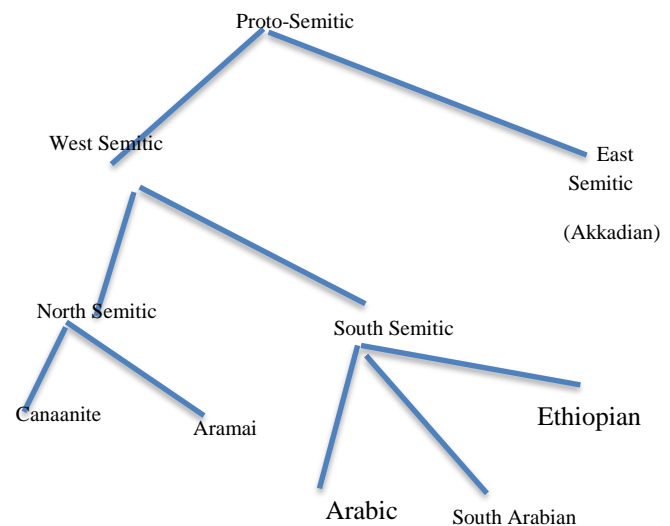 Proto-Semitic
West Semitic
East
Semitic
(Akkadian)
North Semitic
South Semitic
Canaanite
Aramai
Ethiopian
Arabic
South Arabian